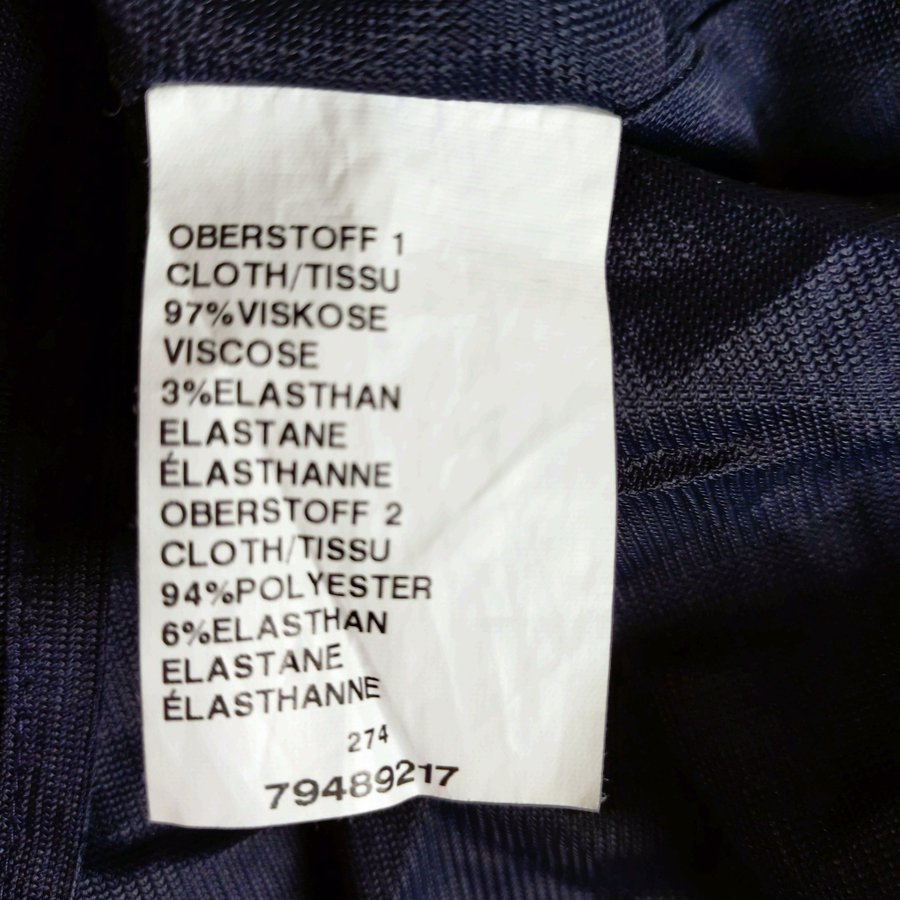 OBERSTOFF 1
CLOTH/TISSU
97%VISKOSE
VISCOSE
3%ELASTHAN
ELASTANE
ÉLASTHANNE
OBERSTOFF 2
CLOTH/TISSU
94%POLYESTER
6%ELASTHAN
ELASTANE
ÉLASTHANNE
274
79489217